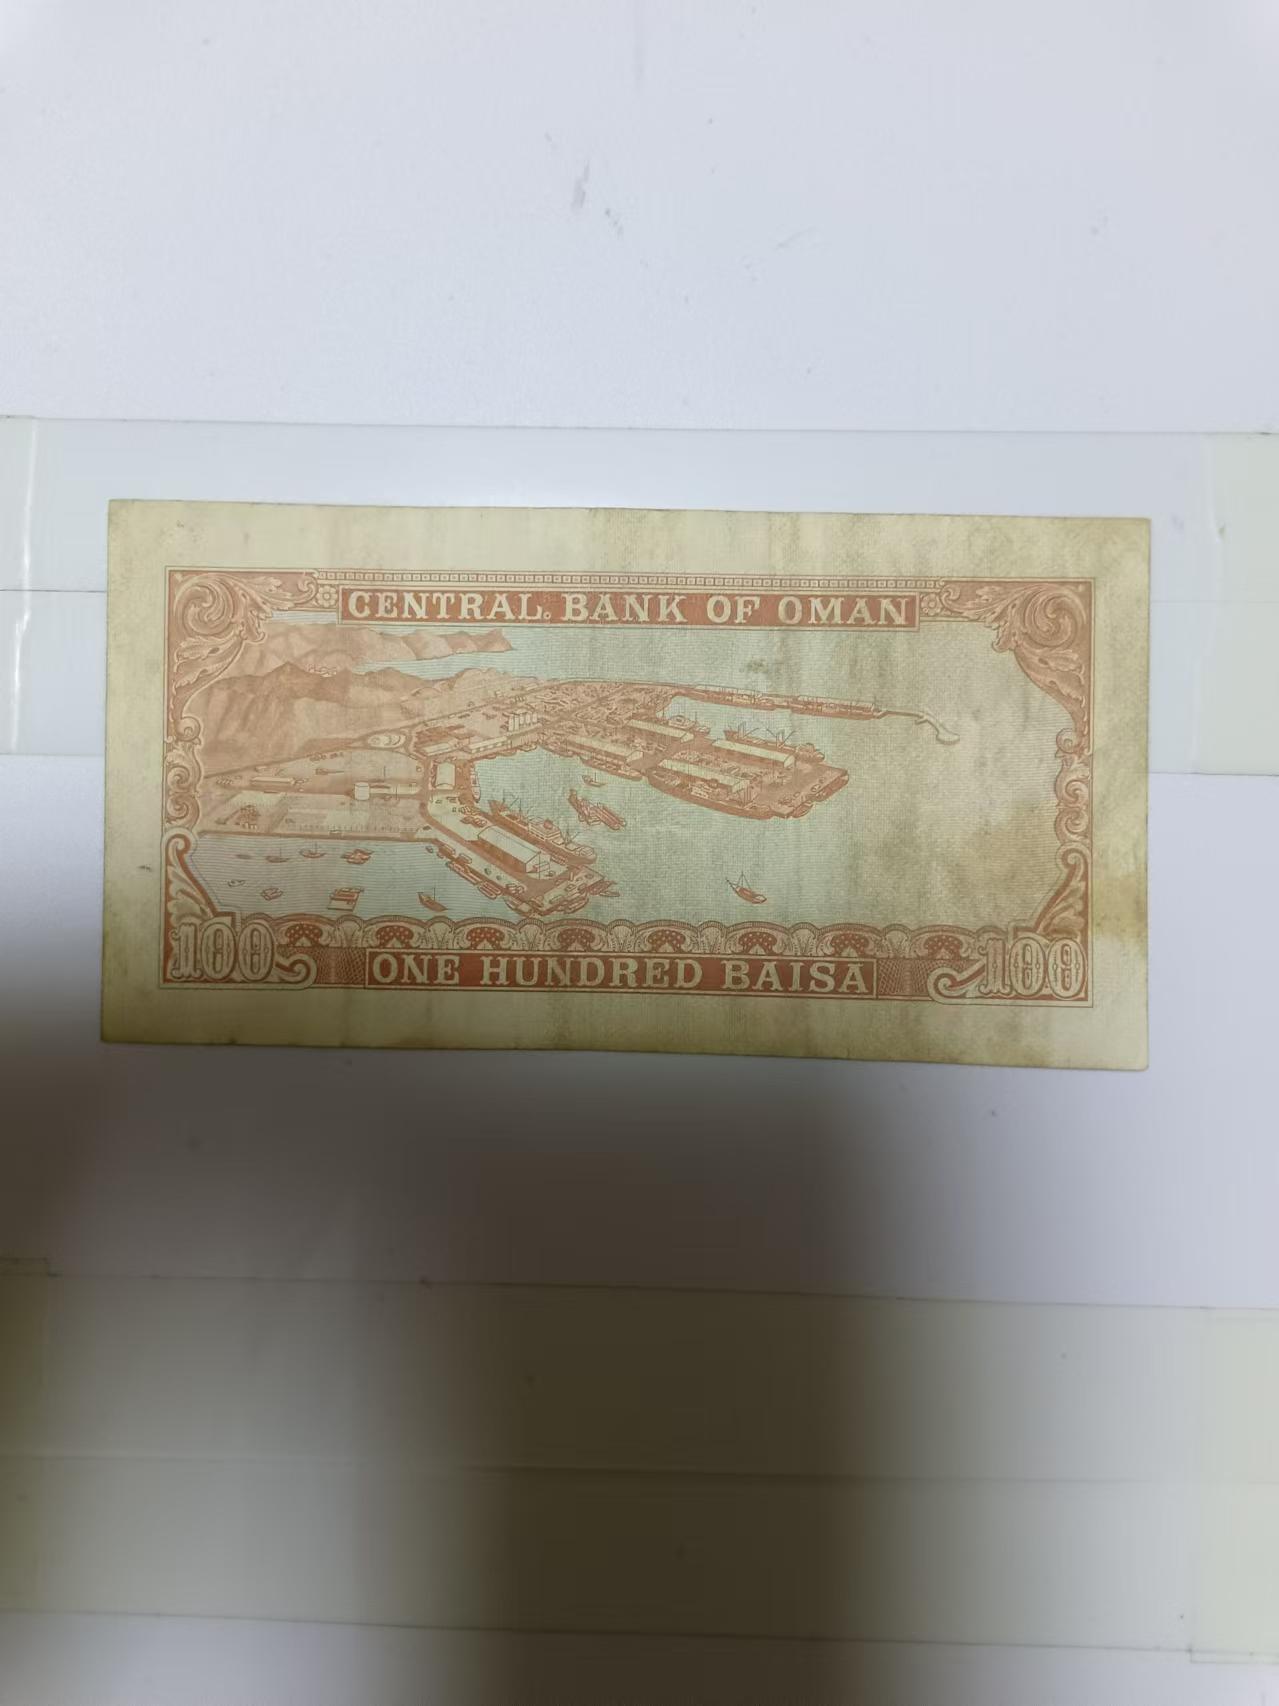 CENTRAL BANK OF OMAN
100 ONE HUNDRED BAISA 100